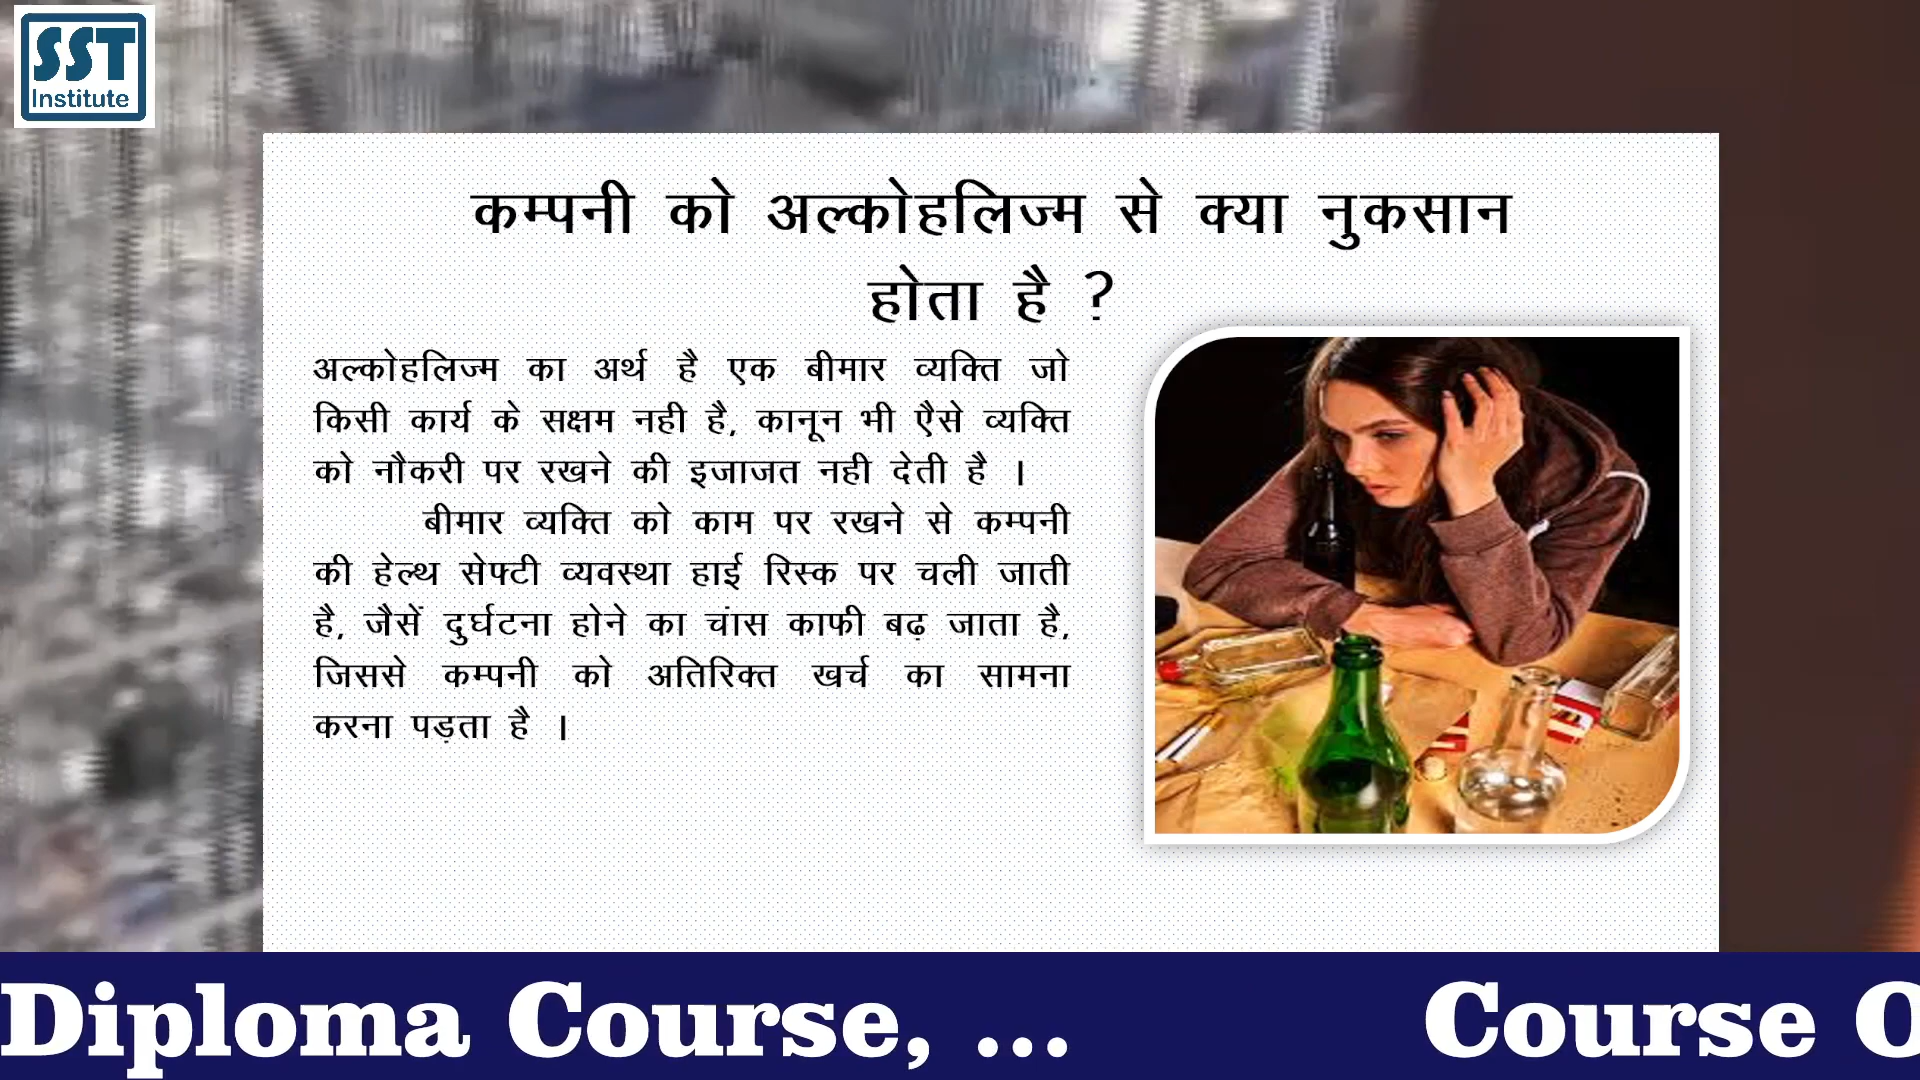 SST
Institute
कम्पनी को अल्कोहलिज्म से क्या नुकसान
होता है ?
अल्कोहलिज्म का अर्थ है एक बीमार व्यक्ति जो
किसी कार्य के सक्षम नही है, कानून भी एैसे व्यक्ति
को नौकरी पर रखने की इजाजत नही देती है ।
बीमार व्यक्ति को काम पर रखने से कम्पनी
की हेल्थ सेफ्टी व्यवस्था हाई रिस्क पर चली जाती
है, जैसें दुर्घटना होने का चांस काफी बढ़ जाता है,
जिससे कम्पनी को अतिरिक्त खर्च का सामना
करना पड़ता है ।
Diploma Course, ... Course O